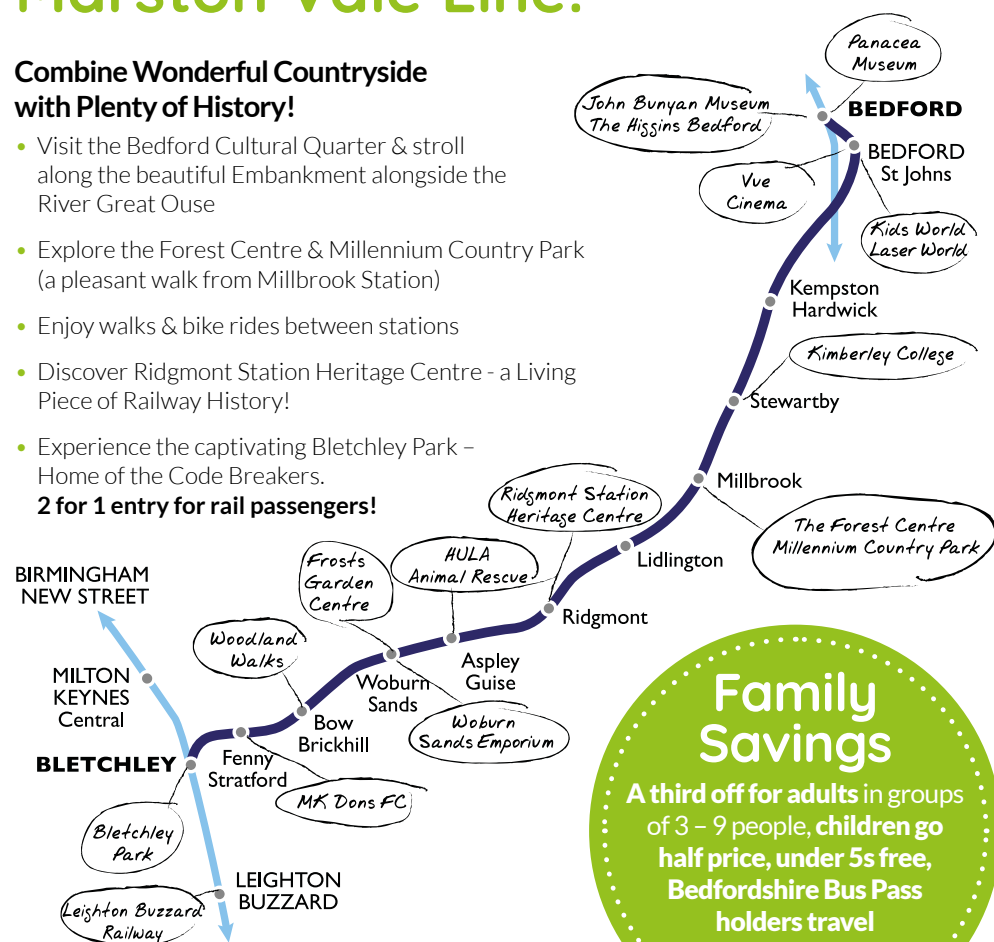 Marston Vale Line.
Combine Wonderful Countryside
with Plenty of History!
• Visit the Bedford Cultural Quarter & stroll
along the beautiful Embankment alongside the
River Great Ouse
• Explore the Forest Centre & Millennium Country Park
(a pleasant walk from Millbrook Station)
• Enjoy walks & bike rides between stations
• Discover Ridgmont Station Heritage Centre - a Living
Piece of Railway History!
• Experience the captivating Bletchley Park –
Home of the Code Breakers.
2 for 1 entry for rail passengers!
Panacea
Museum
John Bunyan Museum
The Higgins Bedford
BEDFORD
BEDFORD
St Johns
Vue
Cinema
Kids World
Laser World
Kempston
Hardwick
Kimberley College
Stewartby
Millbrook
The Forest Centre
Millennium Country Park
Ridgmont Station
Heritage Centre
Lidlington
HULA
Animal Rescue
Ridgmont
Frosts
Garden
Centre
Aspley
Guise
Woodland
Walks
Woburn
Sands
Woburn
Sands Emporium
Bow
Brickhill
Fenny
Stratford
MK Dons FC
BIRMINGHAM
NEW STREET
MILTON
KEYNES
Central
BLETCHLEY
Bletchley
Park
LEIGHTON
BUZZARD
Leighton Buzzard
Railway
Family
Savings
A third off for adults in groups
of 3 – 9 people, children go
half price, under 5s free,
Bedfordshire Bus Pass
holders travel